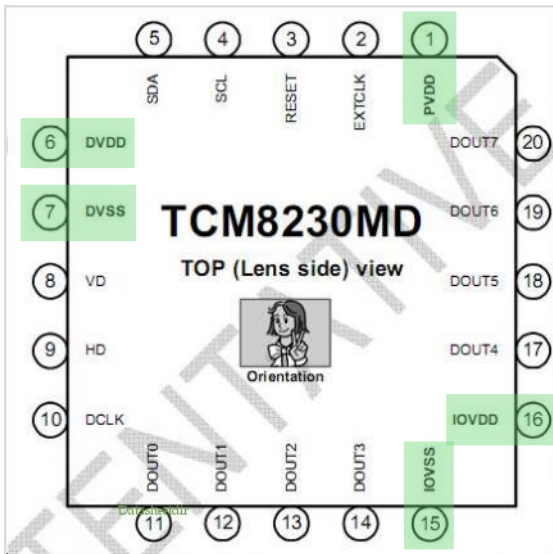 5 4 3 2 1
SDA SCL RESET EXTCLK PVDD
6 DVDD DOUT7 20
7 DVSS DOUT6 19
TCM8230MD
TOP (Lens side) view
8 VD DOUT5 18
9 HD DOUT4 17
Orientation
10 DCLK IOVDD 16
DOUT0 DOUT1 DOUT2 DOUT3 IOVSS
11 12 13 14 15
TENTATIVE